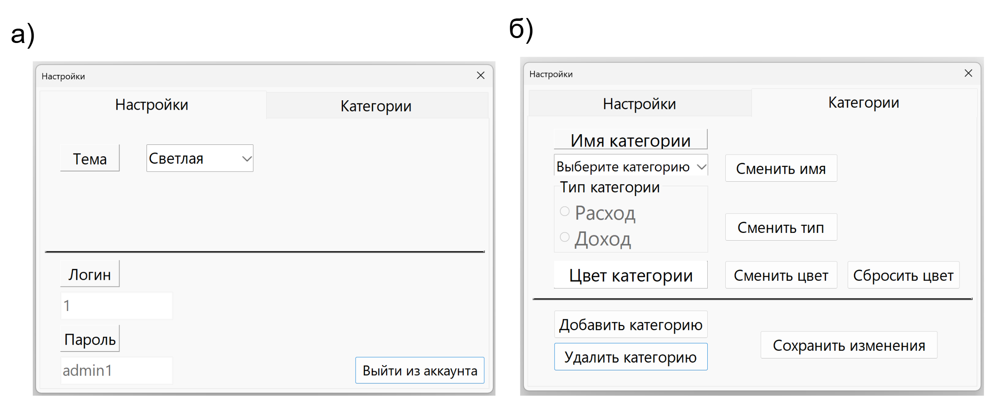 а)
Настройки
Настройки
Категории
Тема
Светлая
Логин
1
Пароль
admin1
Выйти из аккаунта
б)
Настройки
Настройки
Категории
Имя категории
Выберите категорию
Сменить имя
Тип категории
Расход
Доход
Сменить тип
Цвет категории
Сменить цвет
Сбросить цвет
Добавить категорию
Удалить категорию
Сохранить изменения